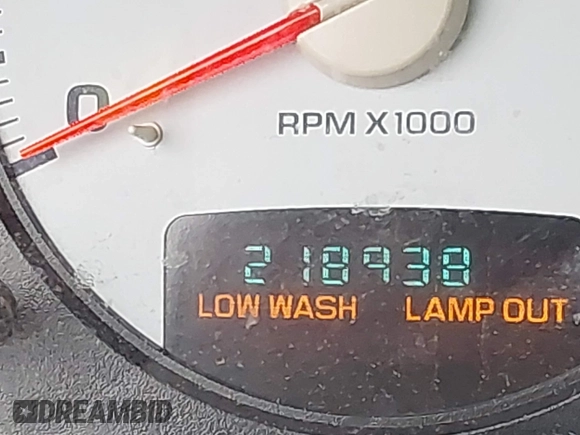 0
RPM X1000
218938
LOW WASH LAMP OUT
DREAMBID